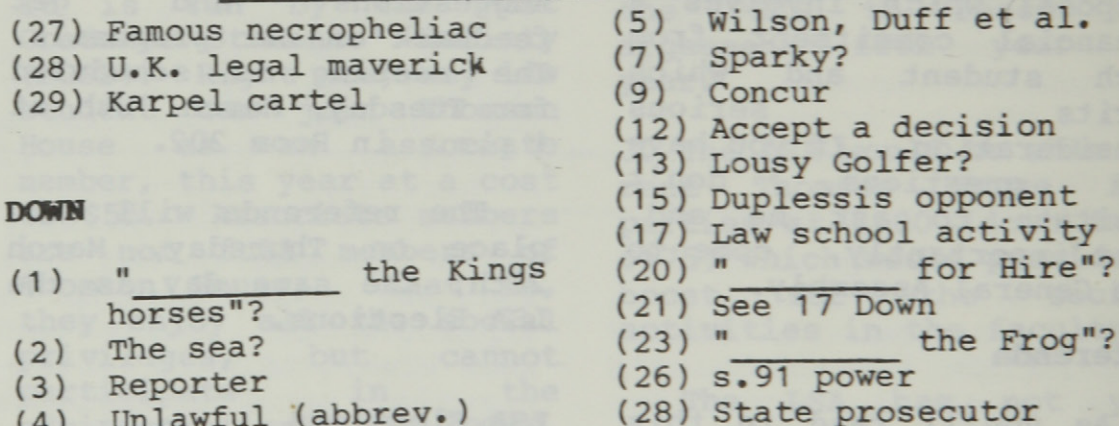 (27) Famous necropheliac
(28) U.K. legal maverick
(29) Karpel cartel
DOWN
(1) "__________ the Kings
horses"?
(2) The sea?
(3) Reporter
(4) Unlawful (abbrev.)
(5) Wilson, Duff et al.
(7) Sparky?
(9) Concur
(12) Accept a decision
(13) Lousy Golfer?
(15) Duplessis opponent
(17) Law school activity
(20) "_________ for Hire"?
(21) See 17 Down
(23) "________ the Frog"?
(26) s.91 power
(28) State prosecutor